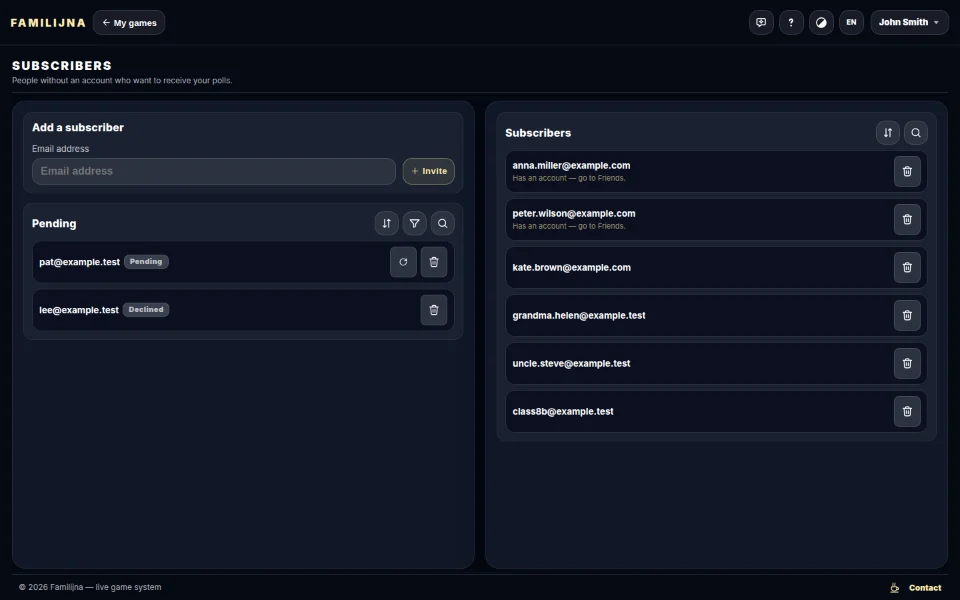 FAMILIJNA
← My games
?
EN
John Smith
SUBSCRIBERS
People without an account who want to receive your polls.
Add a subscriber
Email address
Email address
+ Invite
Pending
pat@example.test Pending
lee@example.test Declined
Subscribers
anna.miller@example.com
Has an account — go to Friends.
peter.wilson@example.com
Has an account — go to Friends.
kate.brown@example.com
grandma.helen@example.test
uncle.steve@example.test
class8b@example.test
© 2026 Familijna — live game system
Contact